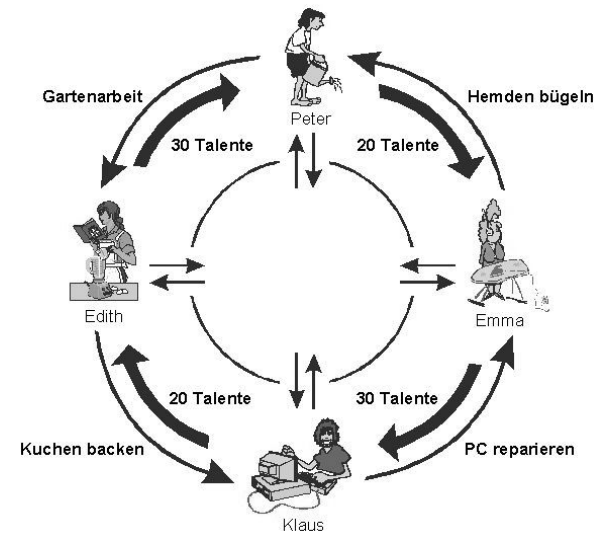 Gartenarbeit
Hemden bügeln
Peter
30 Talente
20 Talente
Edith
Emma
20 Talente
30 Talente
Kuchen backen
PC reparieren
Klaus